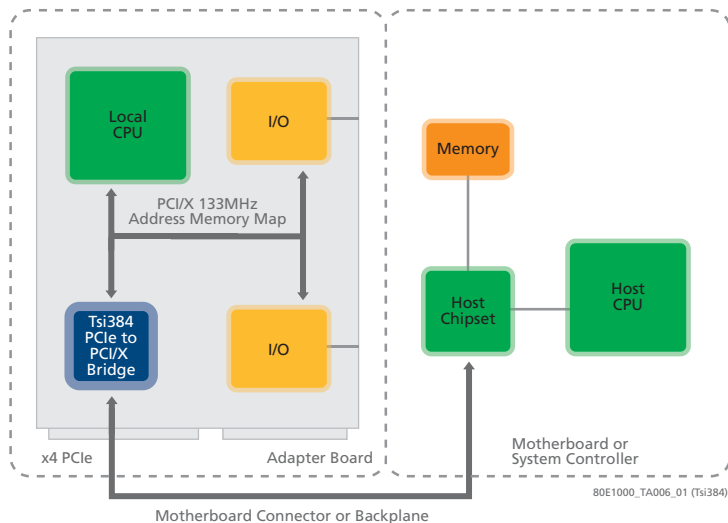 Local
CPU
I/O
Memory
PCI/X 133MHz
Address Memory Map
Host
Chipset
Host
CPU
Tsi384
PCIe to
PCI/X
Bridge
I/O
x4 PCIe
Adapter Board
Motherboard or
System Controller
80E1000_TA006_01 (Tsi384)
Motherboard Connector or Backplane